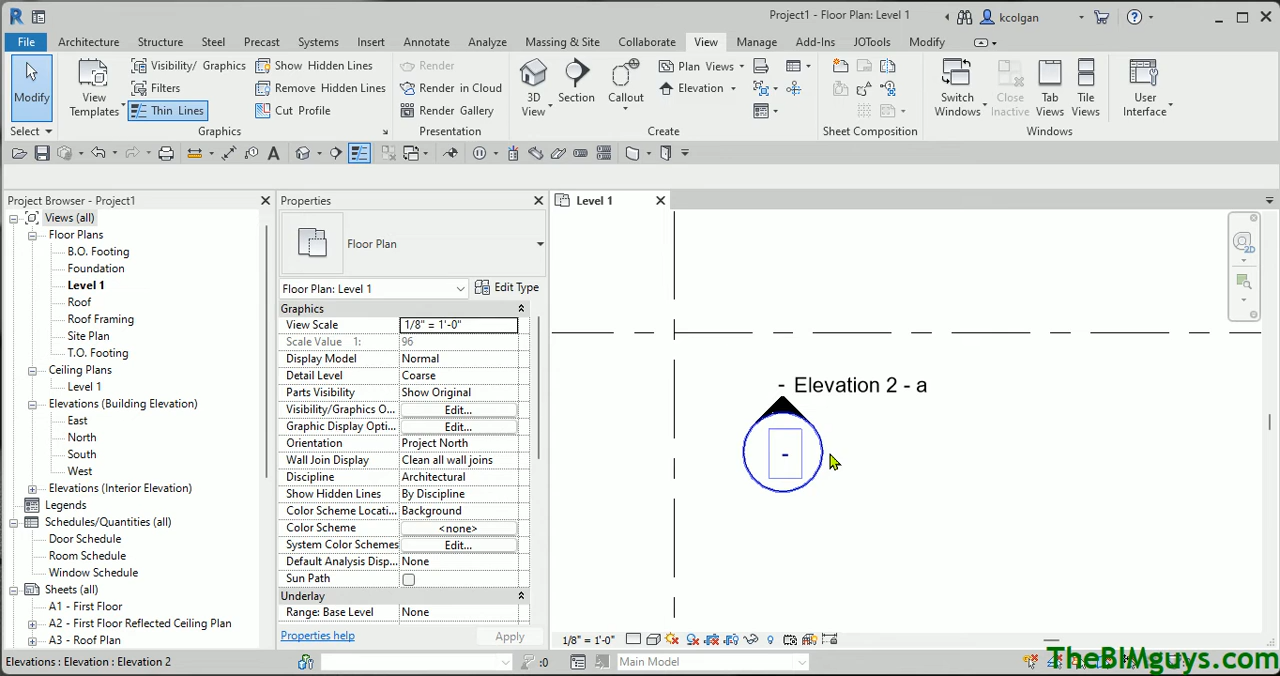 Project1 - Floor Plan: Level 1
kcolgan
File
Architecture
Structure
Steel
Precast
Systems
Insert
Annotate
Analyze
Massing & Site
Collaborate
View
Manage
Add-Ins
JOTools
Modify
Modify
Select
View
Templates
Visibility/ Graphics
Filters
Thin Lines
Show Hidden Lines
Remove Hidden Lines
Cut Profile
Graphics
Render
Render in Cloud
Render Gallery
Presentation
3D
View
Section
Callout
Plan Views
Elevation
Create
Sheet Composition
Switch
Windows
Close
Inactive
Tab
Views
Tile
Views
Windows
User
Interface
Project Browser - Project1
Views (all)
Floor Plans
B.O. Footing
Foundation
Level 1
Roof
Roof Framing
Site Plan
T.O. Footing
Ceiling Plans
Level 1
Elevations (Building Elevation)
East
North
South
West
Elevations (Interior Elevation)
Legends
Schedules/Quantities (all)
Door Schedule
Room Schedule
Window Schedule
Sheets (all)
A1 - First Floor
A2 - First Floor Reflected Ceiling Plan
A3 - Roof Plan
Properties
Floor Plan
Floor Plan: Level 1
Edit Type
Graphics
View Scale 1/8" = 1'-0"
Scale Value 1: 96
Display Model Normal
Detail Level Coarse
Parts Visibility Show Original
Visibility/Graphics O... Edit...
Graphic Display Opti... Edit...
Orientation Project North
Wall Join Display Clean all wall joins
Discipline Architectural
Show Hidden Lines By Discipline
Color Scheme Locati... Background
Color Scheme <none>
System Color Schemes Edit...
Default Analysis Disp... None
Sun Path
Underlay
Range: Base Level None
Properties help
Apply
Level 1
2D
- Elevation 2 - a
-
1/8" = 1'-0"
Elevations : Elevation : Elevation 2
:0
Main Model
TheBIMguys.com